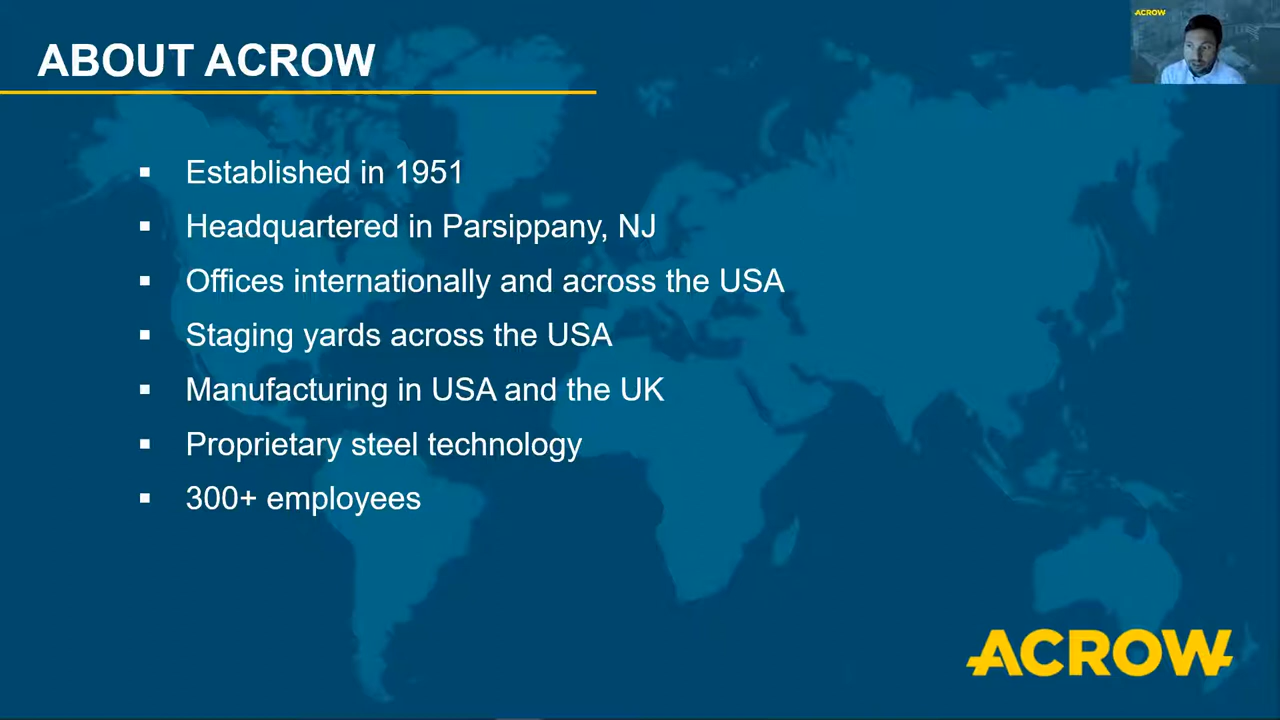 ABOUT ACROW
ACROW
▪ Established in 1951
▪ Headquartered in Parsippany, NJ
▪ Offices internationally and across the USA
▪ Staging yards across the USA
▪ Manufacturing in USA and the UK
▪ Proprietary steel technology
▪ 300+ employees
ACROW